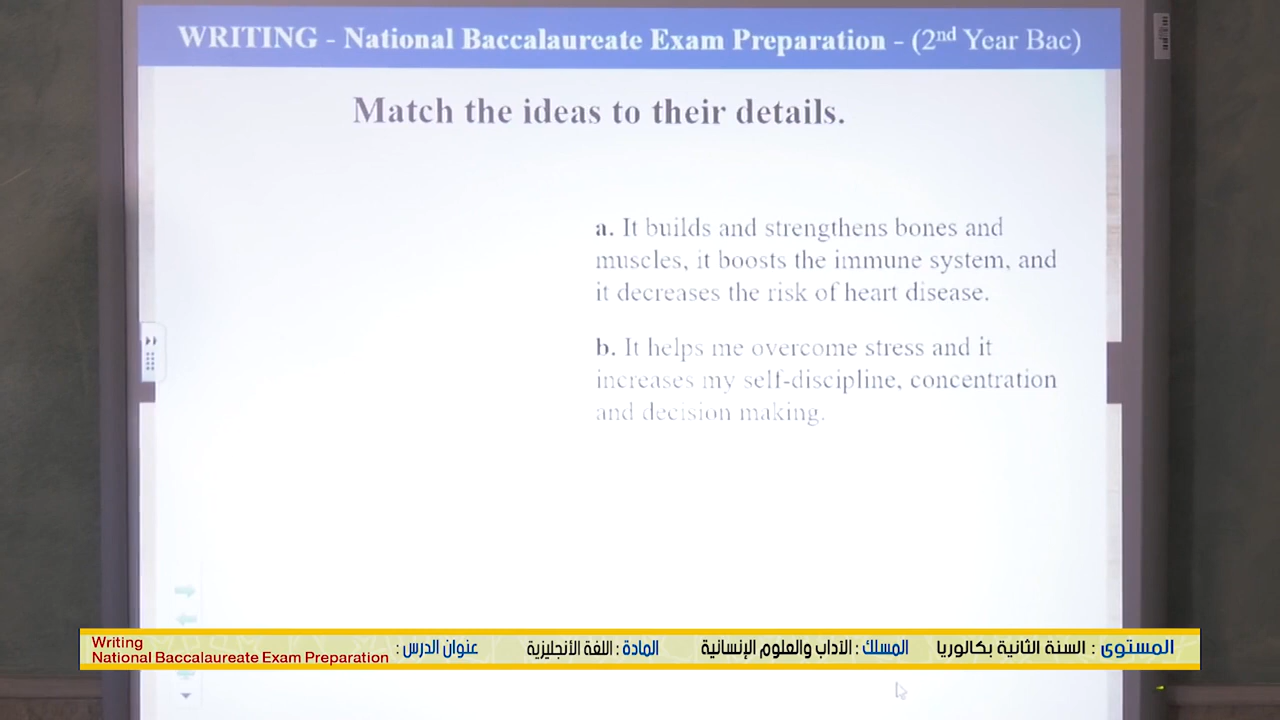 WRITING - National Baccalaureate Exam Preparation - (2nd Year Bac)
Match the ideas to their details.
a. It builds and strengthens bones and
muscles, it boosts the immune system, and
it decreases the risk of heart disease.
b. It helps me overcome stress and it
increases my self-discipline, concentration
and decision making.
المستوى : السنة الثانية بكالوريا المسلك : الآداب والعلوم الإنسانية المادة : اللغة الأنجليزية عنوان الدرس :
Writing
National Baccalaureate Exam Preparation